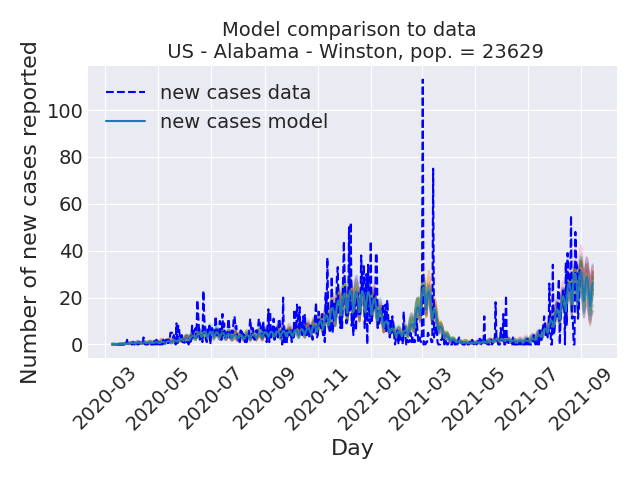 Model comparison to data
US - Alabama - Winston, pop. = 23629
Number of new cases reported
new cases data
new cases model
100
80
60
40
20
0
2020-03
2020-05
2020-07
2020-09
2020-11
2021-01
2021-03
2021-05
2021-07
2021-09
Day